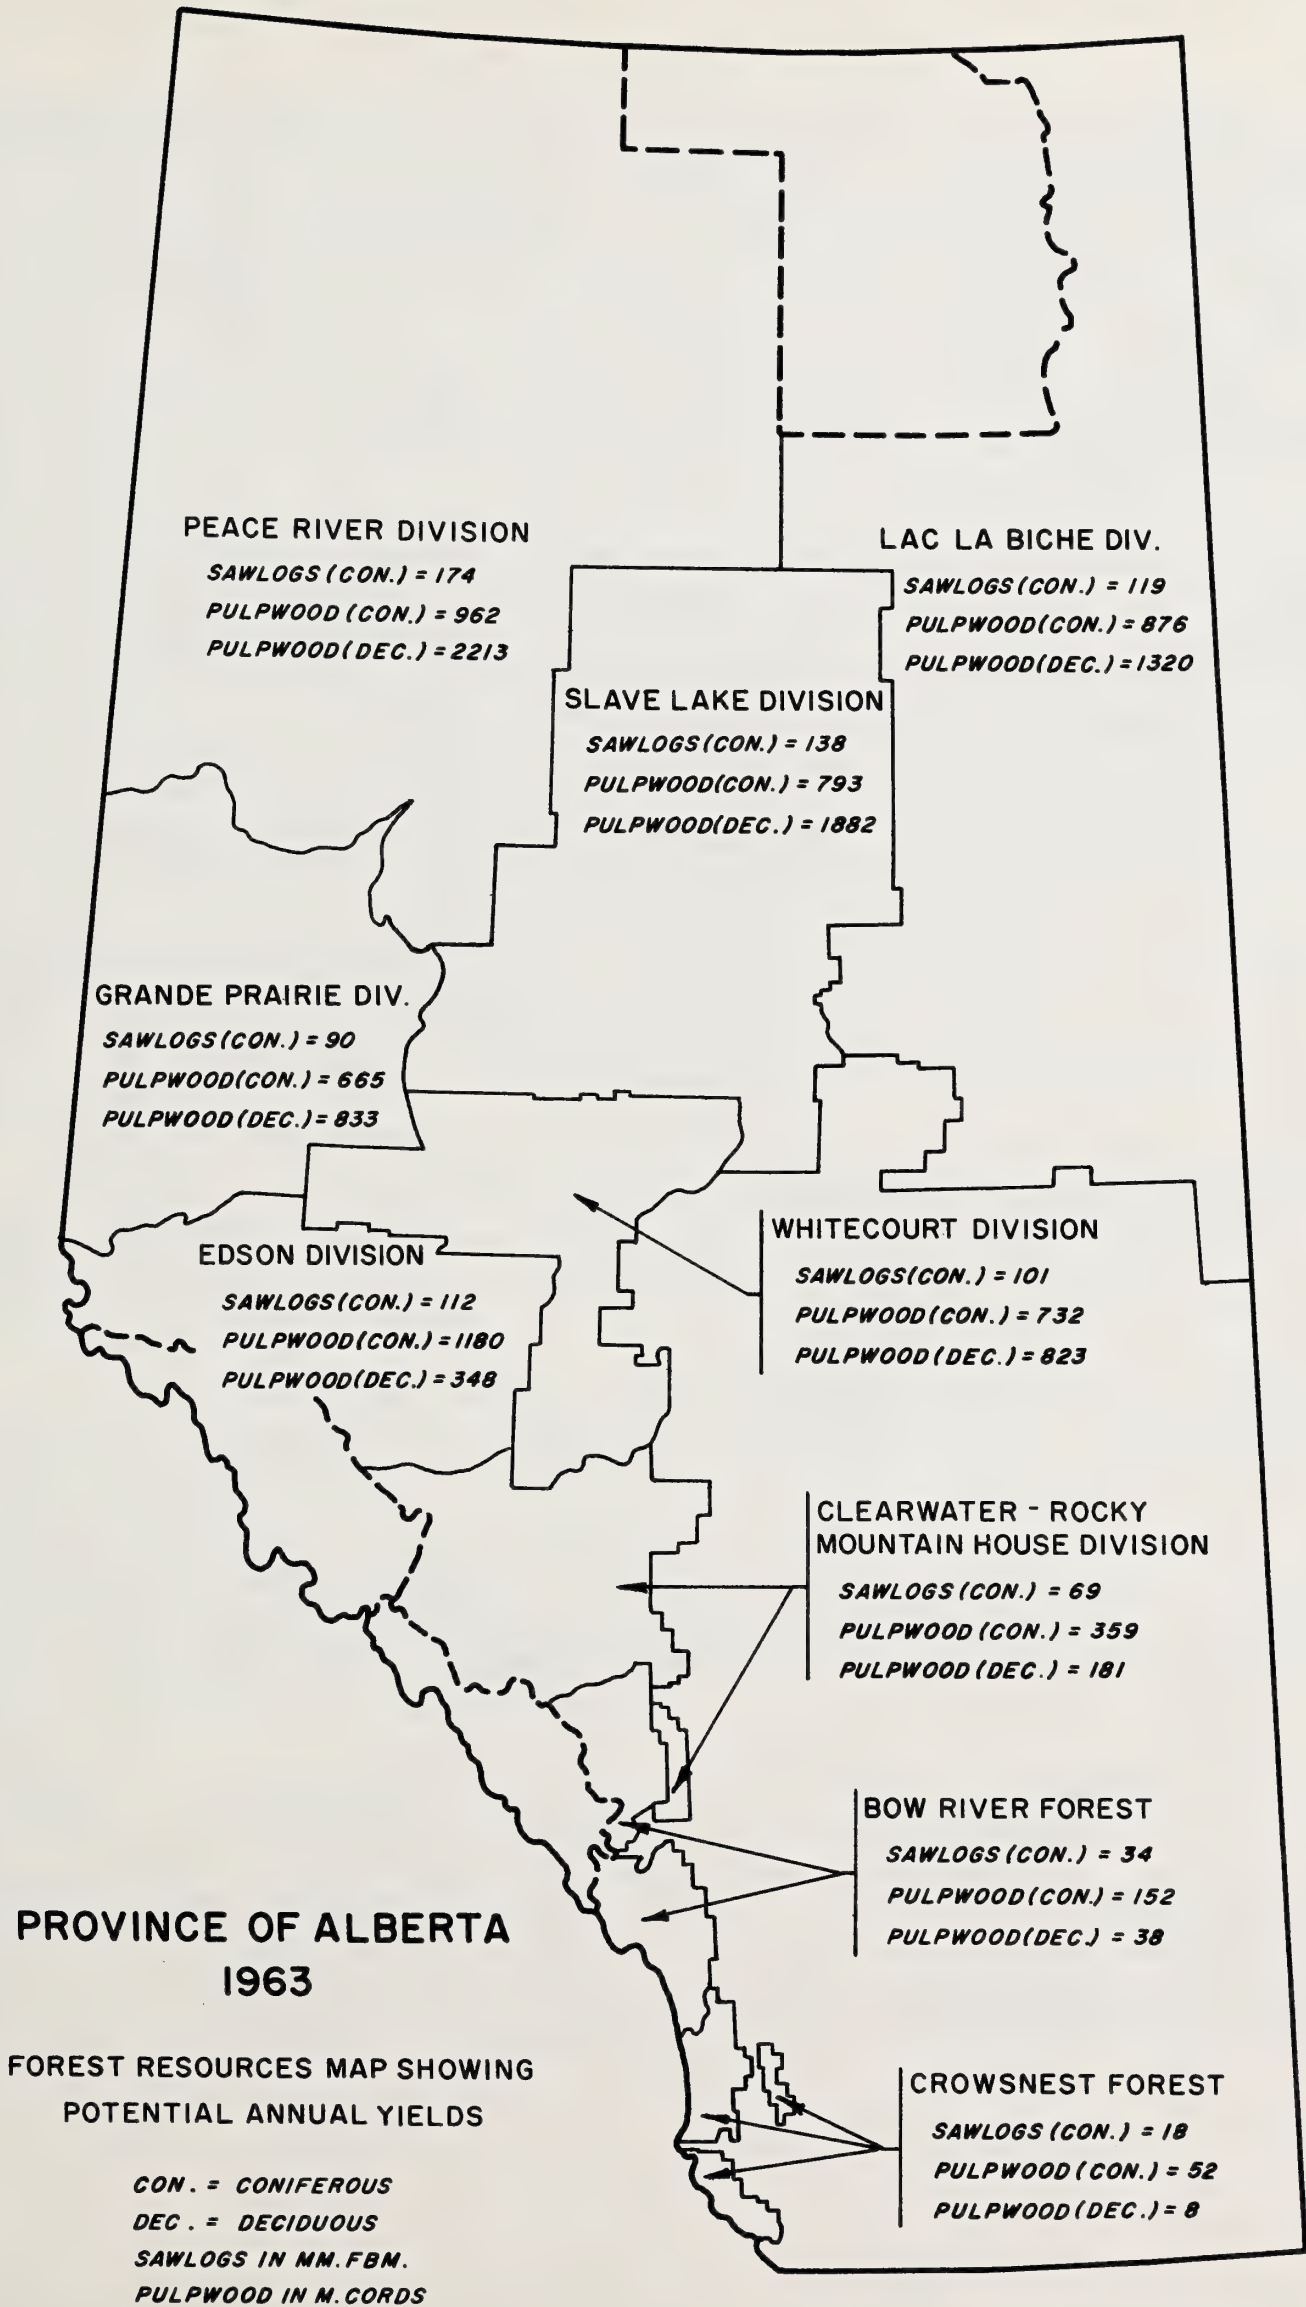 PEACE RIVER DIVISION
SAWLOGS (CON.) = 174
PULPWOOD (CON.) = 962
PULPWOOD (DEC.) = 2213
LAC LA BICHE DIV.
SAWLOGS (CON.) = 119
PULPWOOD (CON.) = 876
PULPWOOD (DEC.) = 1320
SLAVE LAKE DIVISION
SAWLOGS (CON.) = 138
PULPWOOD (CON.) = 793
PULPWOOD (DEC.) = 1882
GRANDE PRAIRIE DIV.
SAWLOGS (CON.) = 90
PULPWOOD (CON.) = 665
PULPWOOD (DEC.) = 833
WHITECOURT DIVISION
SAWLOGS (CON.) = 101
PULPWOOD (CON.) = 732
PULPWOOD (DEC.) = 823
EDSON DIVISION
SAWLOGS (CON.) = 112
PULPWOOD (CON.) = 1180
PULPWOOD (DEC.) = 348
CLEARWATER - ROCKY
MOUNTAIN HOUSE DIVISION
SAWLOGS (CON.) = 69
PULPWOOD (CON.) = 359
PULPWOOD (DEC.) = 181
BOW RIVER FOREST
SAWLOGS (CON.) = 34
PULPWOOD (CON.) = 152
PULPWOOD (DEC.) = 38
CROWSNEST FOREST
SAWLOGS (CON.) = 18
PULPWOOD (CON.) = 52
PULPWOOD (DEC.) = 8
PROVINCE OF ALBERTA
1963
FOREST RESOURCES MAP SHOWING
POTENTIAL ANNUAL YIELDS
CON. = CONIFEROUS
DEC. = DECIDUOUS
SAWLOGS IN MM. FBM.
PULPWOOD IN M. CORDS